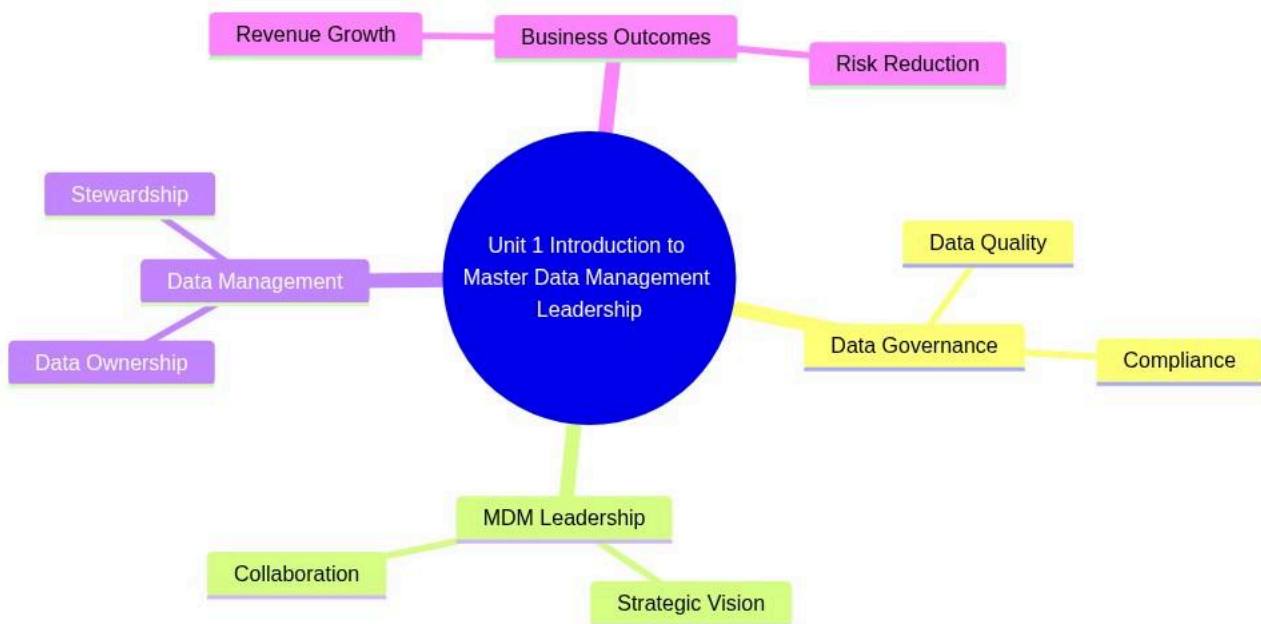 Revenue Growth
Business Outcomes
Risk Reduction
Stewardship
Data Management
Data Ownership
Unit 1 Introduction to
Master Data Management
Leadership
Data Quality
Data Governance
Compliance
MDM Leadership
Collaboration
Strategic Vision